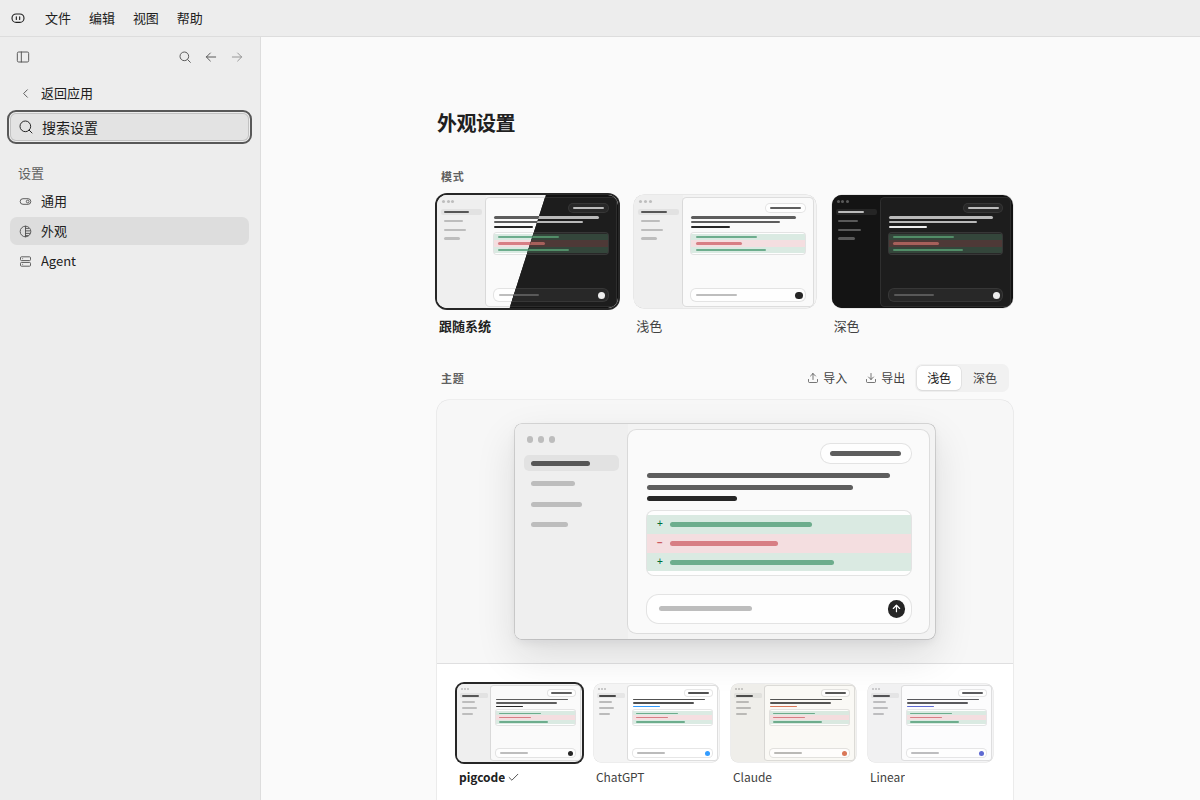 文件 编辑 视图 帮助
返回应用
搜索设置
设置
通用
外观
Agent
外观设置
模式
跟随系统 浅色 深色
主题 导入 导出 浅色 深色
+
−
+
pigcode ChatGPT Claude Linear